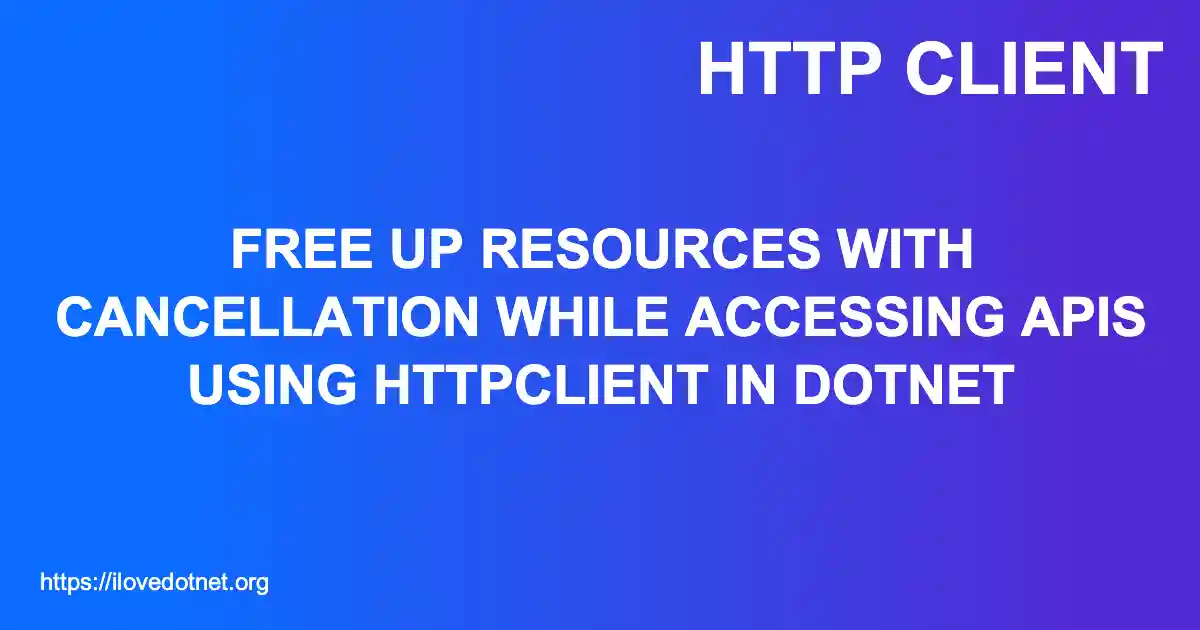 HTTP CLIENT
FREE UP RESOURCES WITH
CANCELLATION WHILE ACCESSING APIS
USING HTTPCLIENT IN DOTNET
https://ilovedotnet.org